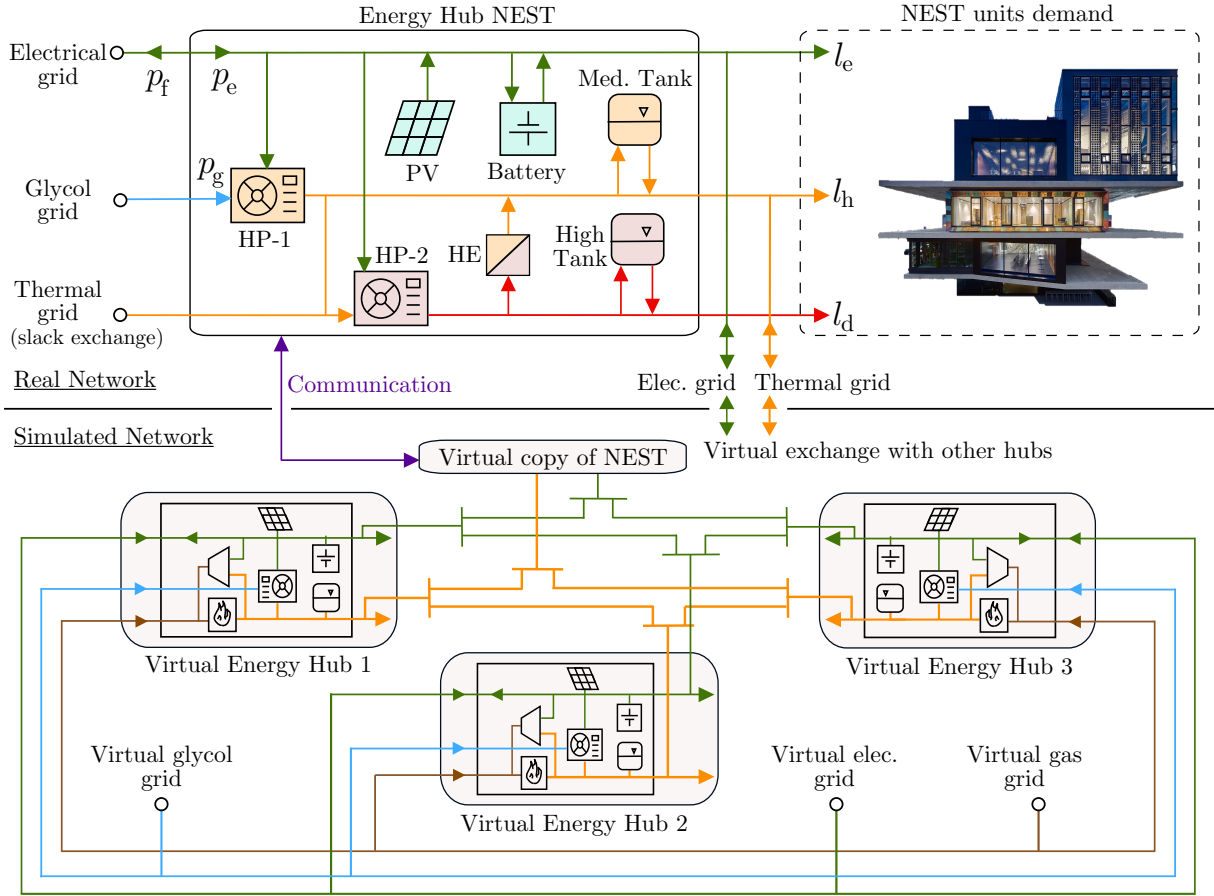 Energy Hub NEST
NEST units demand
Electrical
grid
p_f
p_e
l_e
Med. Tank
PV
Battery
Glycol
grid
p_g
HP-1
l_h
HE
High
Tank
HP-2
Thermal
grid
(slack exchange)
l_d
Real Network
Communication
Elec. grid
Thermal grid
Simulated Network
Virtual copy of NEST
Virtual exchange with other hubs
Virtual Energy Hub 1
Virtual Energy Hub 3
Virtual Energy Hub 2
Virtual glycol
grid
Virtual elec.
grid
Virtual gas
grid